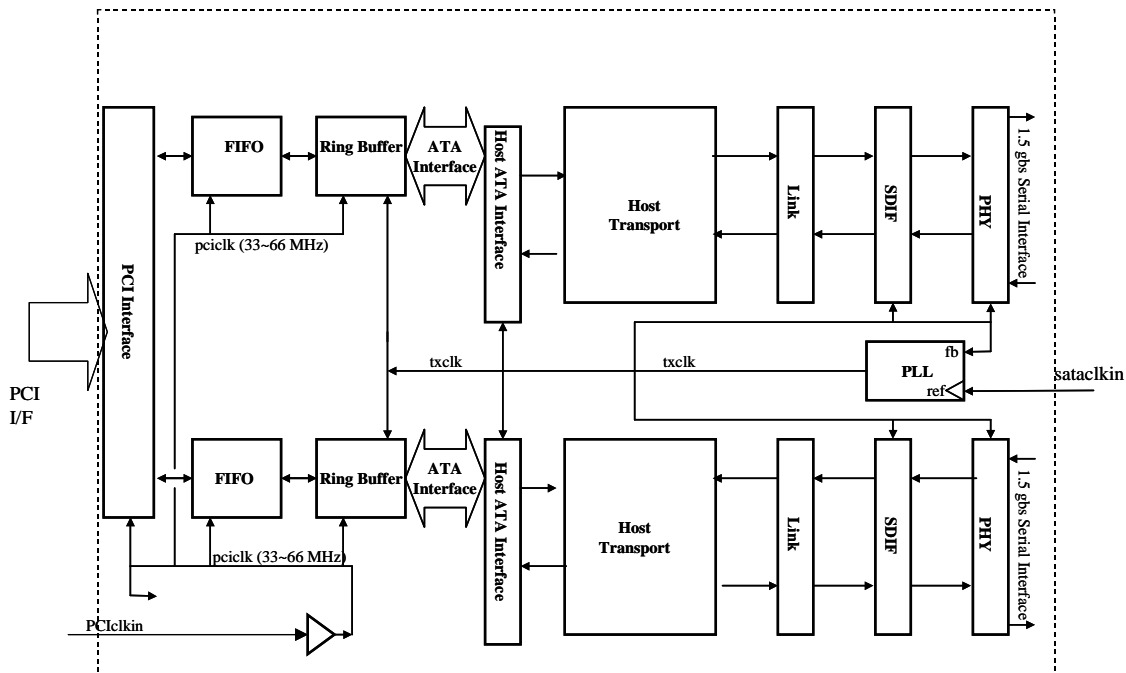 FIFO
Ring Buffer
ATA
Interface
Host ATA Interface
Host
Transport
Link
SDIF
PHY
1.5 gbs Serial Interface
pciclk (33~66 MHz)
PCI Interface
PCI
I/F
txclk
txclk
PLL
fb
ref
sataclkin
FIFO
Ring Buffer
ATA
Interface
Host ATA Interface
Host
Transport
Link
SDIF
PHY
1.5 gbs Serial Interface
pciclk (33~66 MHz)
PCIclkin